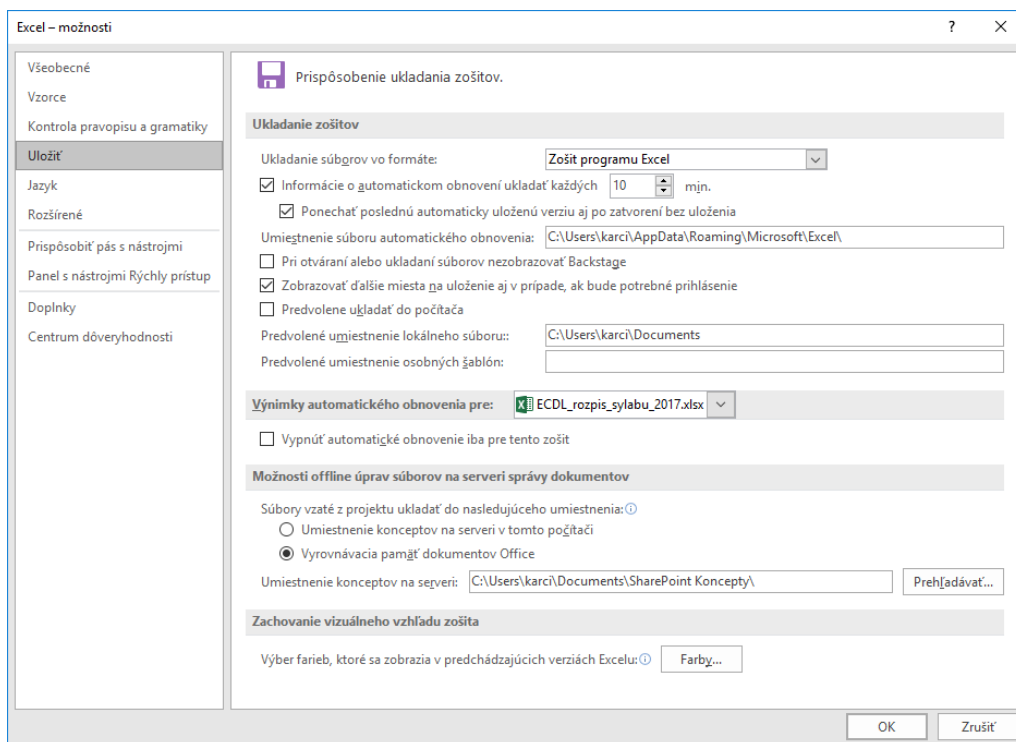 Excel – možnosti
Všeobecné
Vzorce
Kontrola pravopisu a gramatiky
Uložiť
Jazyk
Rozšírené
Prispôsobiť pás s nástrojmi
Panel s nástrojmi Rýchly prístup
Doplnky
Centrum dôveryhodnosti
Prispôsobenie ukladania zošitov.
Ukladanie zošitov
Ukladanie súborov vo formáte: Zošit programu Excel
Informácie o automatickom obnovení ukladať každých 10 min.
Ponechať poslednú automaticky uloženú verziu aj po zatvorení bez uloženia
Umiestnenie súboru automatického obnovenia: C:\Users\karci\AppData\Roaming\Microsoft\Excel\
Pri otváraní alebo ukladaní súborov nezobrazovať Backstage
Zobrazovať ďalšie miesta na uloženie aj v prípade, ak bude potrebné prihlásenie
Predvolene ukladať do počítača
Predvolené umiestnenie lokálneho súboru:: C:\Users\karci\Documents
Predvolené umiestnenie osobných šablón:
Výnimky automatického obnovenia pre: ECDL_rozpis_sylabu_2017.xlsx
Vypnúť automatické obnovenie iba pre tento zošit
Možnosti offline úprav súborov na serveri správy dokumentov
Súbory vzaté z projektu ukladať do nasledujúceho umiestnenia:
Umiestnenie konceptov na serveri v tomto počítači
Vyrovnávacia pamäť dokumentov Office
Umiestnenie konceptov na serveri: C:\Users\karci\Documents\SharePoint Koncepty\ Prehľadávať...
Zachovanie vizuálneho vzhľadu zošita
Výber farieb, ktoré sa zobrazia v predchádzajúcich verziách Excelu: Farby...
OK Zrušiť